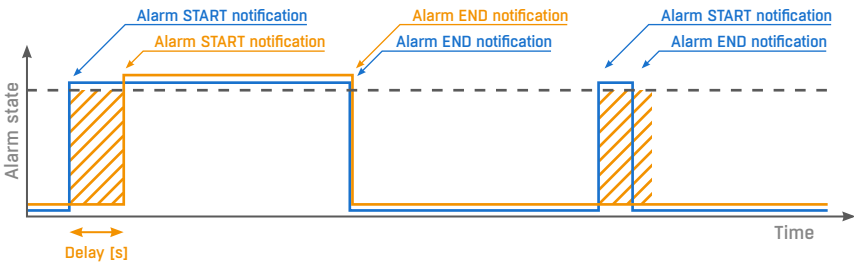 Alarm START notification
Alarm START notification
Alarm END notification
Alarm END notification
Alarm START notification
Alarm END notification
Alarm state
Time
Delay [s]